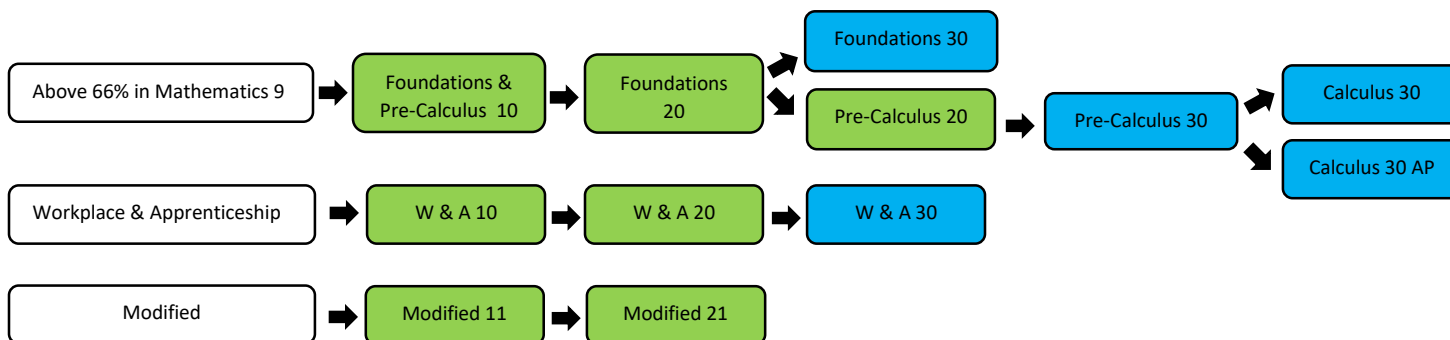 Above 66% in Mathematics 9
Foundations &
Pre-Calculus 10
Foundations
20
Foundations 30
Pre-Calculus 20
Pre-Calculus 30
Calculus 30
Calculus 30 AP
Workplace & Apprenticeship
W & A 10
W & A 20
W & A 30
Modified
Modified 11
Modified 21